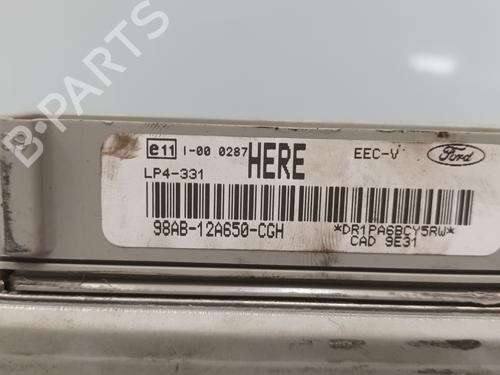 B-PARTS
e11 I-00 0287 HERE EEC-V Ford
LP4-331
98AB-12A650-CGH *DR1PA6BCY5RW*
CAD 9E31